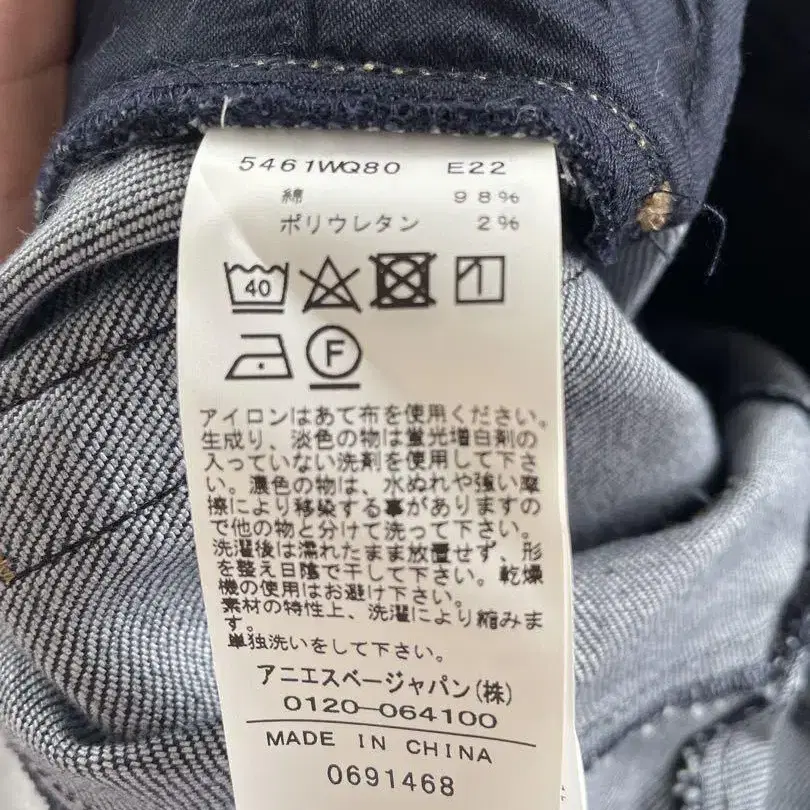 5461WQ80 E22
綿 98%
ポリウレタン 2%
40
F
アイロンはあて布を使用ください。
生成り、淡色の物は蛍光増白剤の
入っていない洗剤を使用して下さ
い。濃色の物は、水ぬれや強い摩
擦により移染する事がありますの
で他の物と分けて洗って下さい。
洗濯後は濡れたまま放置せず、形
を整え日陰で干して下さい。乾燥
機の使用はお避け下さい。
素材の特性上、洗濯により縮みま
す。
単独洗いをして下さい。
アニエスベージャパン(株)
0120-064100
MADE IN CHINA
0691468